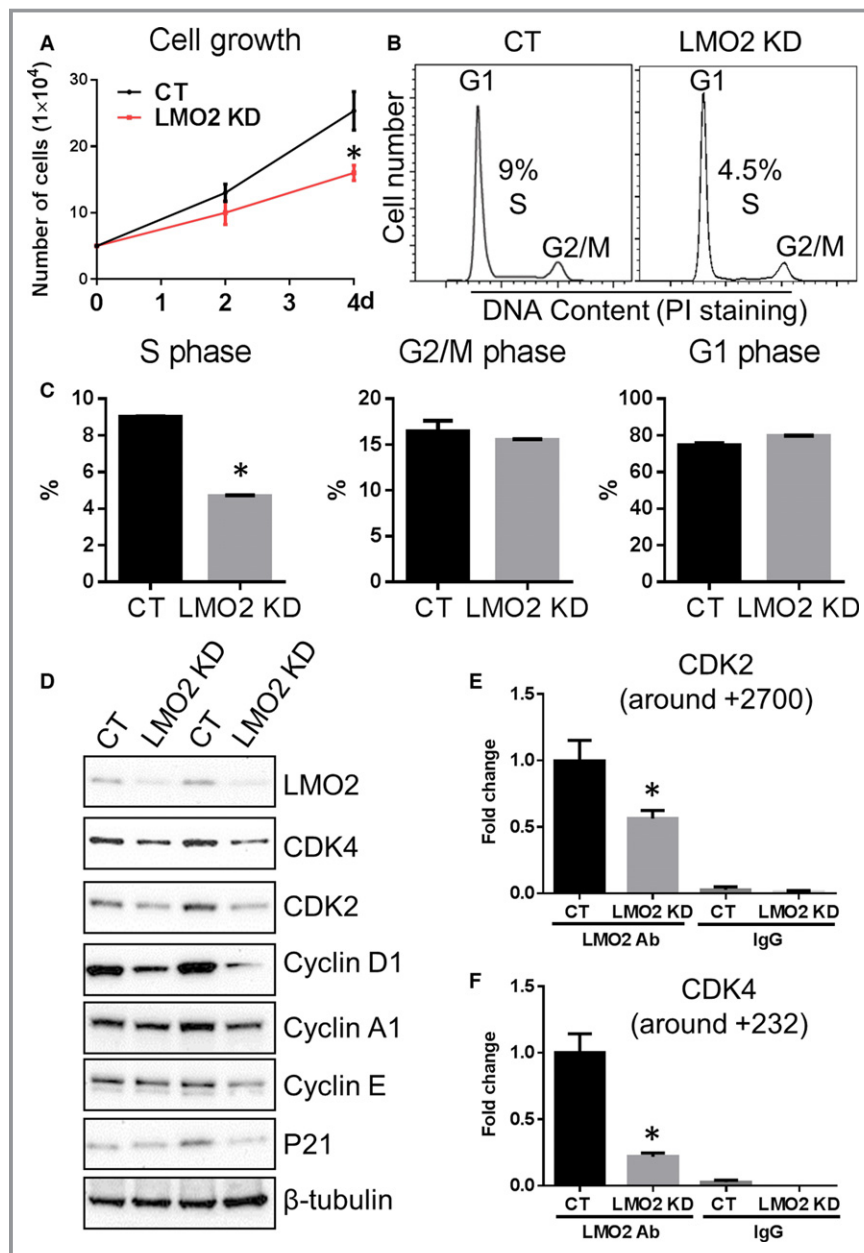 A
Cell growth
Number of cells (1×10⁴)
30
20
10
0
CT
LMO2 KD
*
0 1 2 3 4d
B
CT
LMO2 KD
Cell number
G1
9%
S
G2/M
G1
4.5%
S
G2/M
DNA Content (PI staining)
C
S phase
%
10
8
6
4
2
0
*
CT LMO2 KD
G2/M phase
%
20
15
10
5
0
CT LMO2 KD
G1 phase
%
100
80
60
40
20
0
CT LMO2 KD
D
CT LMO2 KD CT LMO2 KD
LMO2
CDK4
CDK2
Cyclin D1
Cyclin A1
Cyclin E
P21
β-tubulin
E
CDK2
(around +2700)
Fold change
1.5
1.0
0.5
0.0
*
CT LMO2 KD CT LMO2 KD
LMO2 Ab IgG
F
CDK4
(around +232)
Fold change
1.5
1.0
0.5
0.0
*
CT LMO2 KD CT LMO2 KD
LMO2 Ab IgG